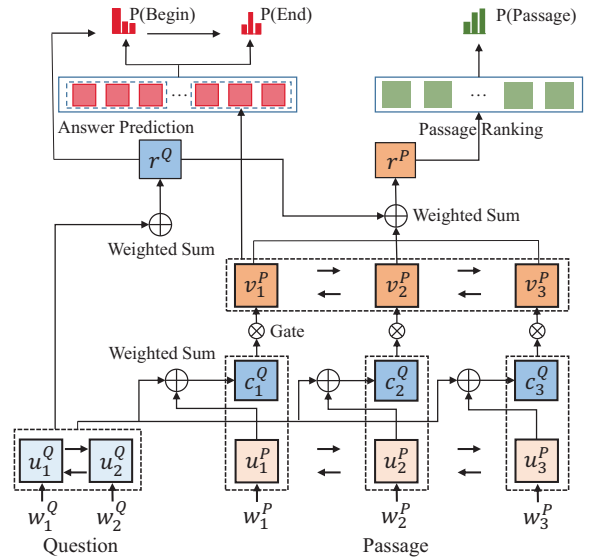 P(Begin) P(End) P(Passage)
... ...
Answer Prediction Passage Ranking
r^Q r^P
Weighted Sum Weighted Sum
v_1^P v_2^P v_3^P
Gate
Weighted Sum
c_1^Q c_2^Q c_3^Q
u_1^Q u_2^Q u_1^P u_2^P u_3^P
w_1^Q w_2^Q w_1^P w_2^P w_3^P
Question Passage